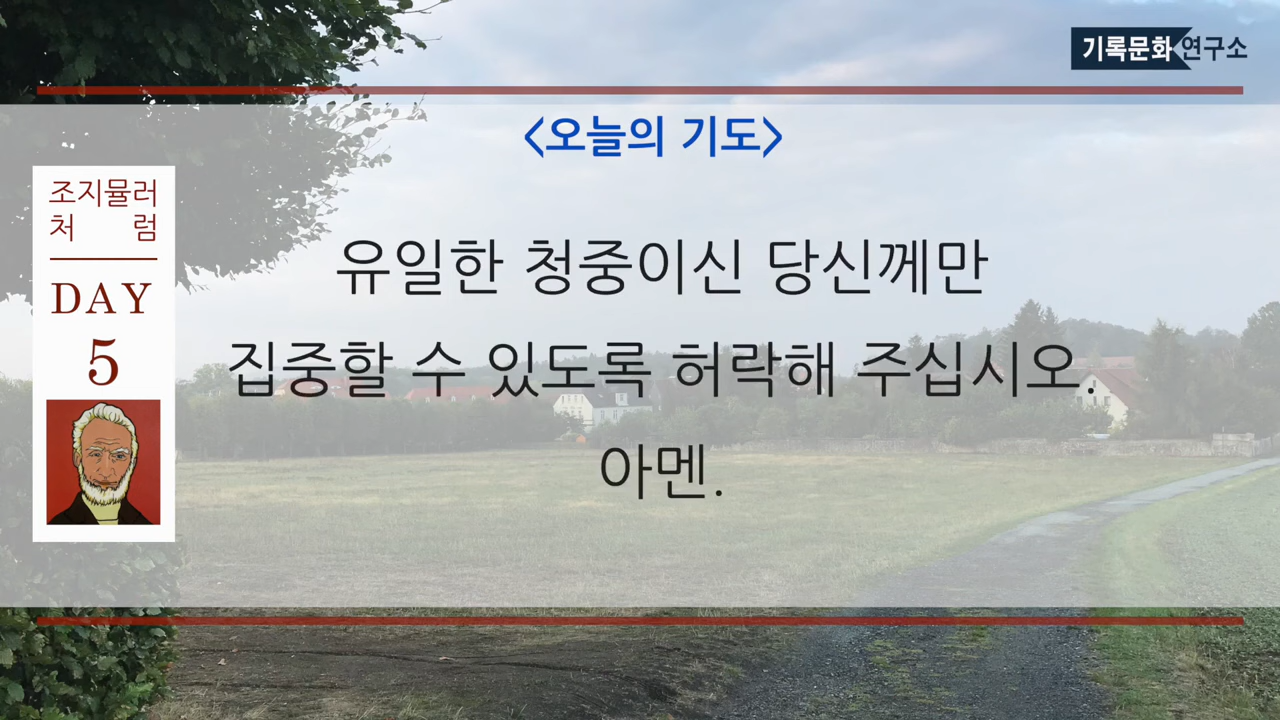 기록문화 연구소
<오늘의 기도>
조지뮬러
처 럼
DAY
5
유일한 청중이신 당신께만
집중할 수 있도록 허락해 주십시오.
아멘.